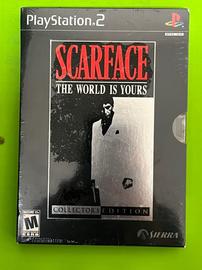 PlayStation®2
SCARFACE
THE WORLD IS YOURS
COLLECTOR'S EDITION
M
SIERRA